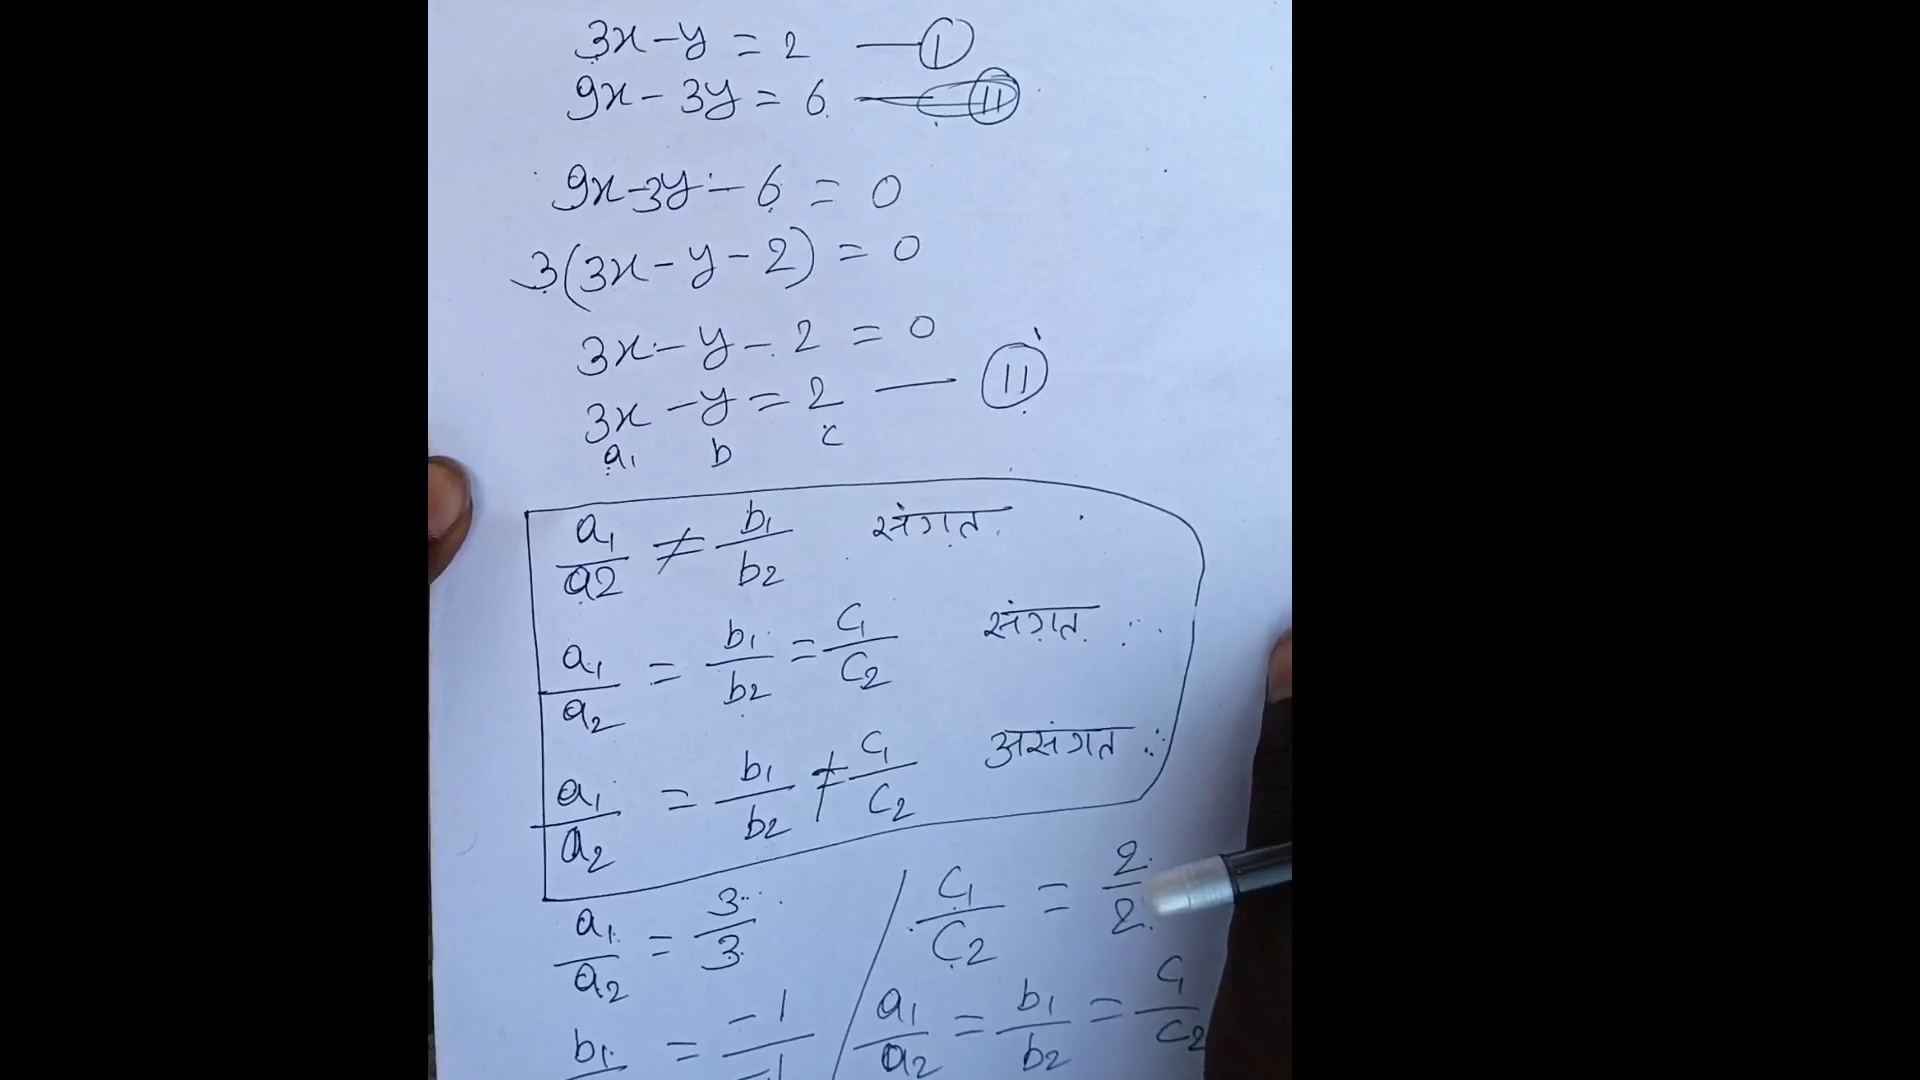 3x - y = 2 — I
9x - 3y = 6 — II
9x - 3y - 6 = 0
3(3x - y - 2) = 0
3x - y - 2 = 0
3x - y = 2 — II
a₁ b c
a₁/a2 ≠ b₁/b₂ संगत
a₁/a₂ = b₁/b₂ = C₁/C₂ संगत
a₁/a₂ = b₁/b₂ ≠ C₁/C₂ असंगत
a₁/a₂ = 3/3
b₁ = -1/-1
C₁/C₂ = 2/2
a₁/a₂ = b₁/b₂ = C₁/C₂